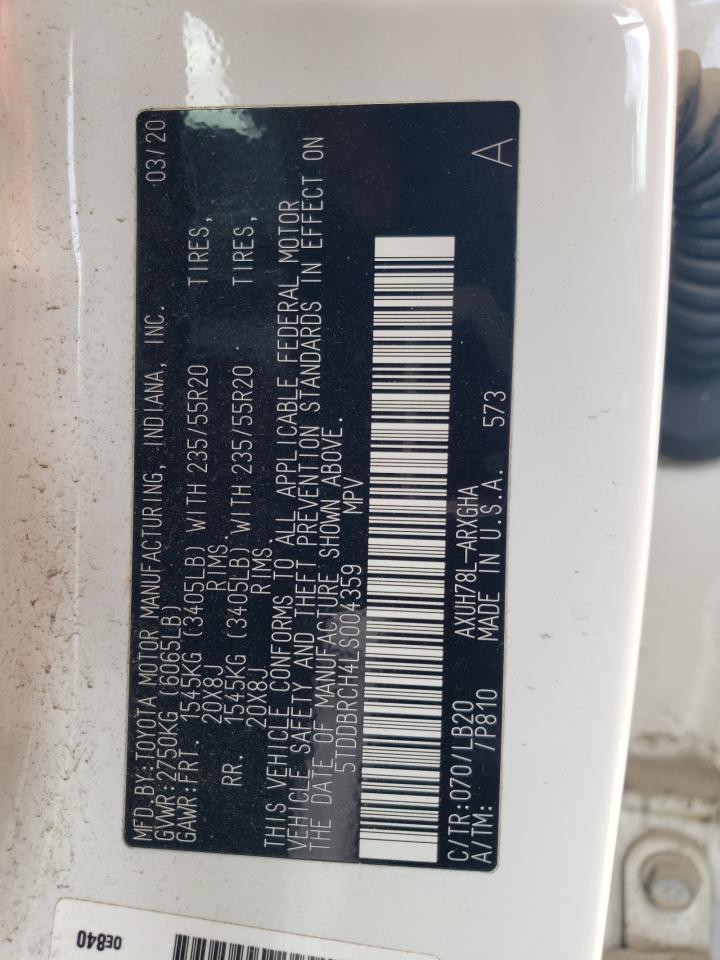 MFD.BY:TOYOTA MOTOR MANUFACTURING, INDIANA, INC. 03/20
GVWR:2750KG (6065LB)
GAWR:FRT. 1545KG (3405LB) WITH 235/55R20 TIRES,
20X8J RIMS.
RR. 1545KG (3405LB) WITH 235/55R20 TIRES,
20X8J RIMS
THIS VEHICLE CONFORMS TO ALL APPLICABLE FEDERAL MOTOR
VEHICLE SAFETY AND THEFT PREVENTION STANDARDS IN EFFECT ON
THE DATE OF MANUFACTURE SHOWN ABOVE.
5TDDBRCH4LS004359 MPV
C/TR:070/LB20 AXUH78L-ARXGHA
A/TM: /P810 MADE IN U.S.A. 573 A
0E840